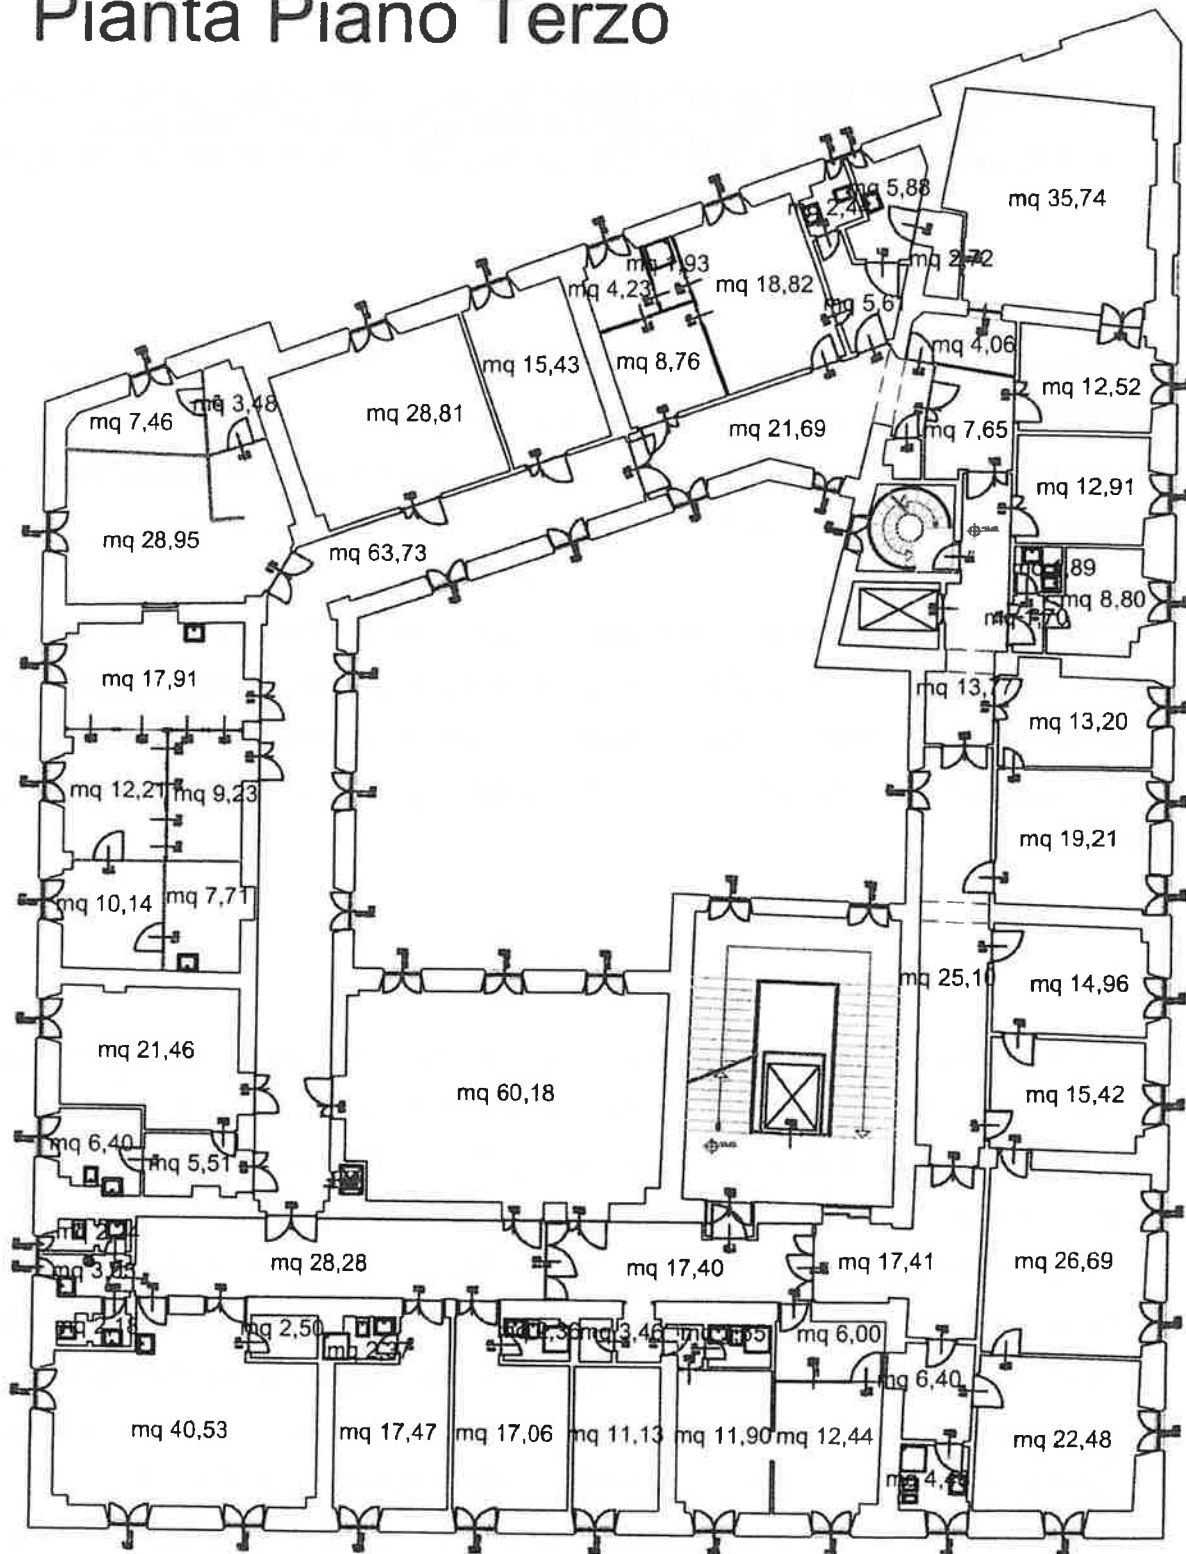 Pianta Piano Terzo
mq 35,74
mq 5,88
mq 2,72
mq 18,82
mq 4,23
mq 4,06
mq 15,43
mq 8,76
mq 12,52
mq 28,81
mq 3,48
mq 7,46
mq 21,69
mq 7,65
mq 12,91
mq 28,95
mq 63,73
mq 8,80
mq 17,91
mq 13,77
mq 13,20
mq 12,21
mq 9,23
mq 19,21
mq 10,14
mq 7,71
mq 25,10
mq 14,96
mq 21,46
mq 60,18
mq 15,42
mq 6,40
mq 5,51
mq 28,28
mq 17,40
mq 17,41
mq 26,69
mq 2,50
mq 3,46
mq 6,00
mq 6,40
mq 40,53
mq 17,47
mq 17,06
mq 11,13
mq 11,90
mq 12,44
mq 22,48